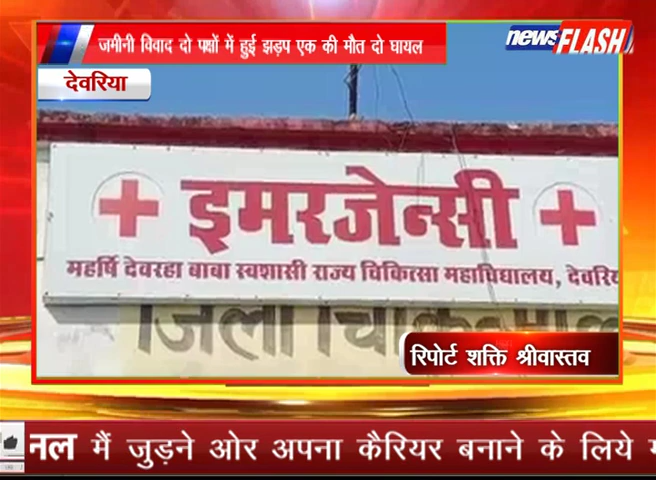 जमीनी विवाद दो पक्षों में हुई झड़प एक की मौत दो घायल
news FLASH
देवरिया
इमरजेन्सी
महर्षि देवरहा बाबा स्वशासी राज्य चिकित्सा महाविद्यालय, देवरि
जिला
रिपोर्ट शक्ति श्रीवास्तव
नल मैं जुड़ने ओर अपना कैरियर बनाने के लिये